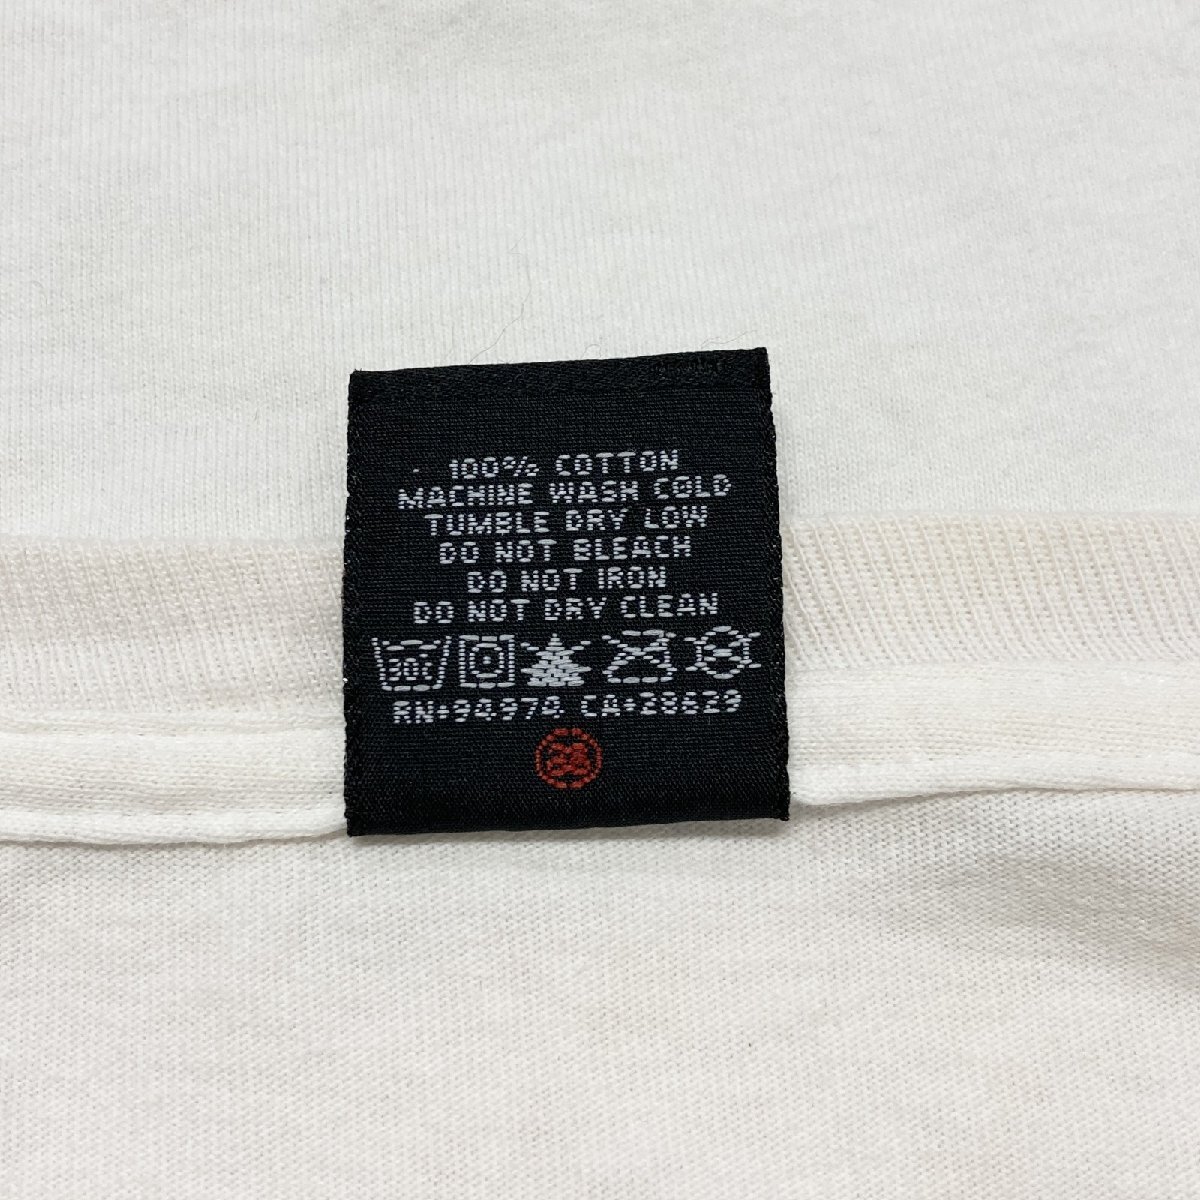 100% COTTON
MACHINE WASH COLD
TUMBLE DRY LOW
DO NOT BLEACH
DO NOT IRON
DO NOT DRY CLEAN
30c
RN+94974 CA+28629